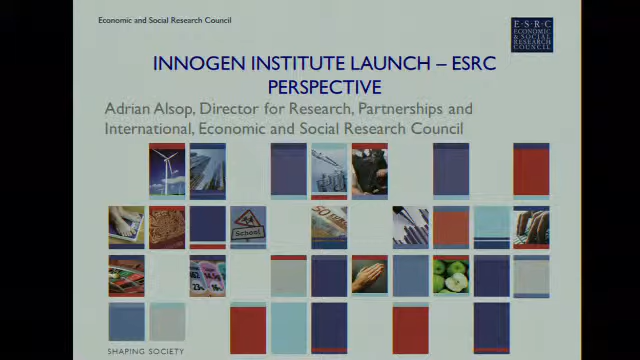 Economic and Social Research Council
E·S·R·C
ECONOMIC
& SOCIAL
RESEARCH
COUNCIL
INNOGEN INSTITUTE LAUNCH – ESRC
PERSPECTIVE
Adrian Alsop, Director for Research, Partnerships and
International, Economic and Social Research Council
School
50
SHAPING SOCIETY